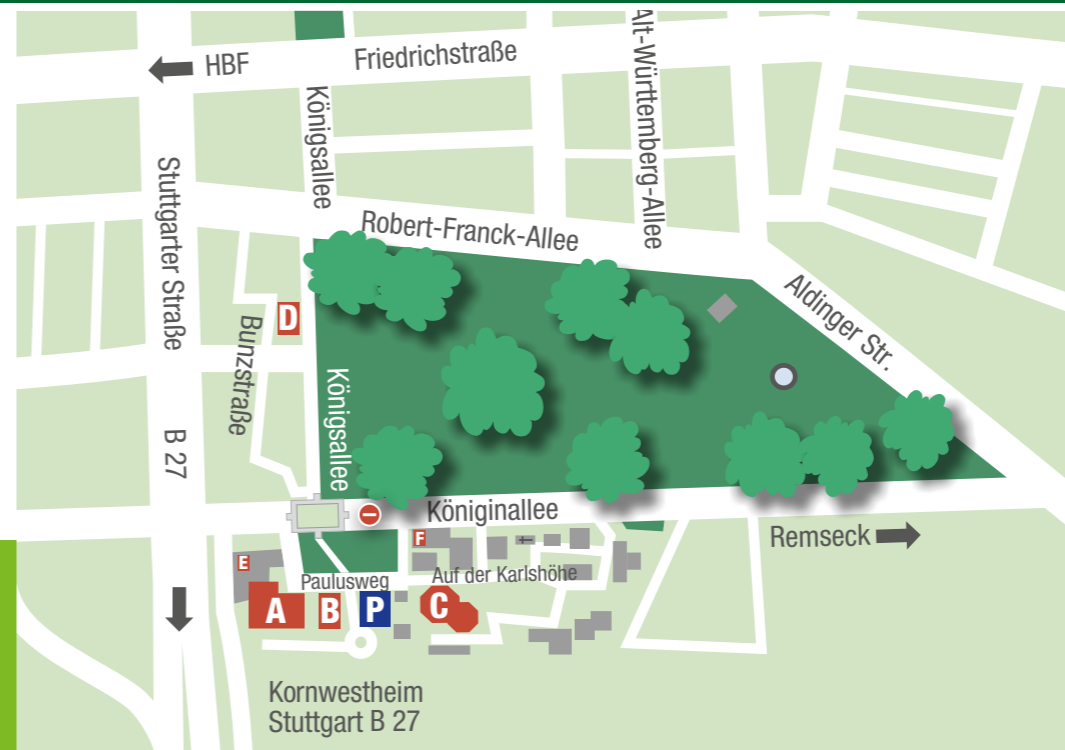 HBF
Friedrichstraße
Alt-Württemberg-Allee
Königsallee
Stuttgarter Straße
Robert-Franck-Allee
Aldinger Str.
D
Bunzstraße
Königsallee
B 27
Königinallee
Remseck
F
E
Paulusweg
Auf der Karlshöhe
A
B
P
C
Kornwestheim
Stuttgart B 27